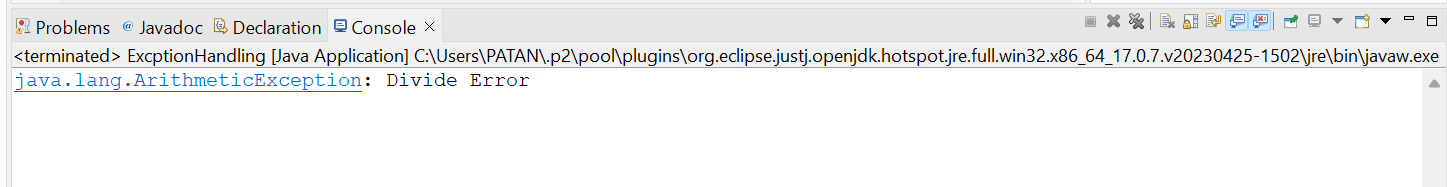 Problems @ Javadoc Declaration Console
<terminated> ExcptionHandling [Java Application] C:\Users\PATAN\.p2\pool\plugins\org.eclipse.justj.openjdk.hotspot.jre.full.win32.x86_64_17.0.7.v20230425-1502\jre\bin\javaw.exe
java.lang.ArithmeticException: Divide Error